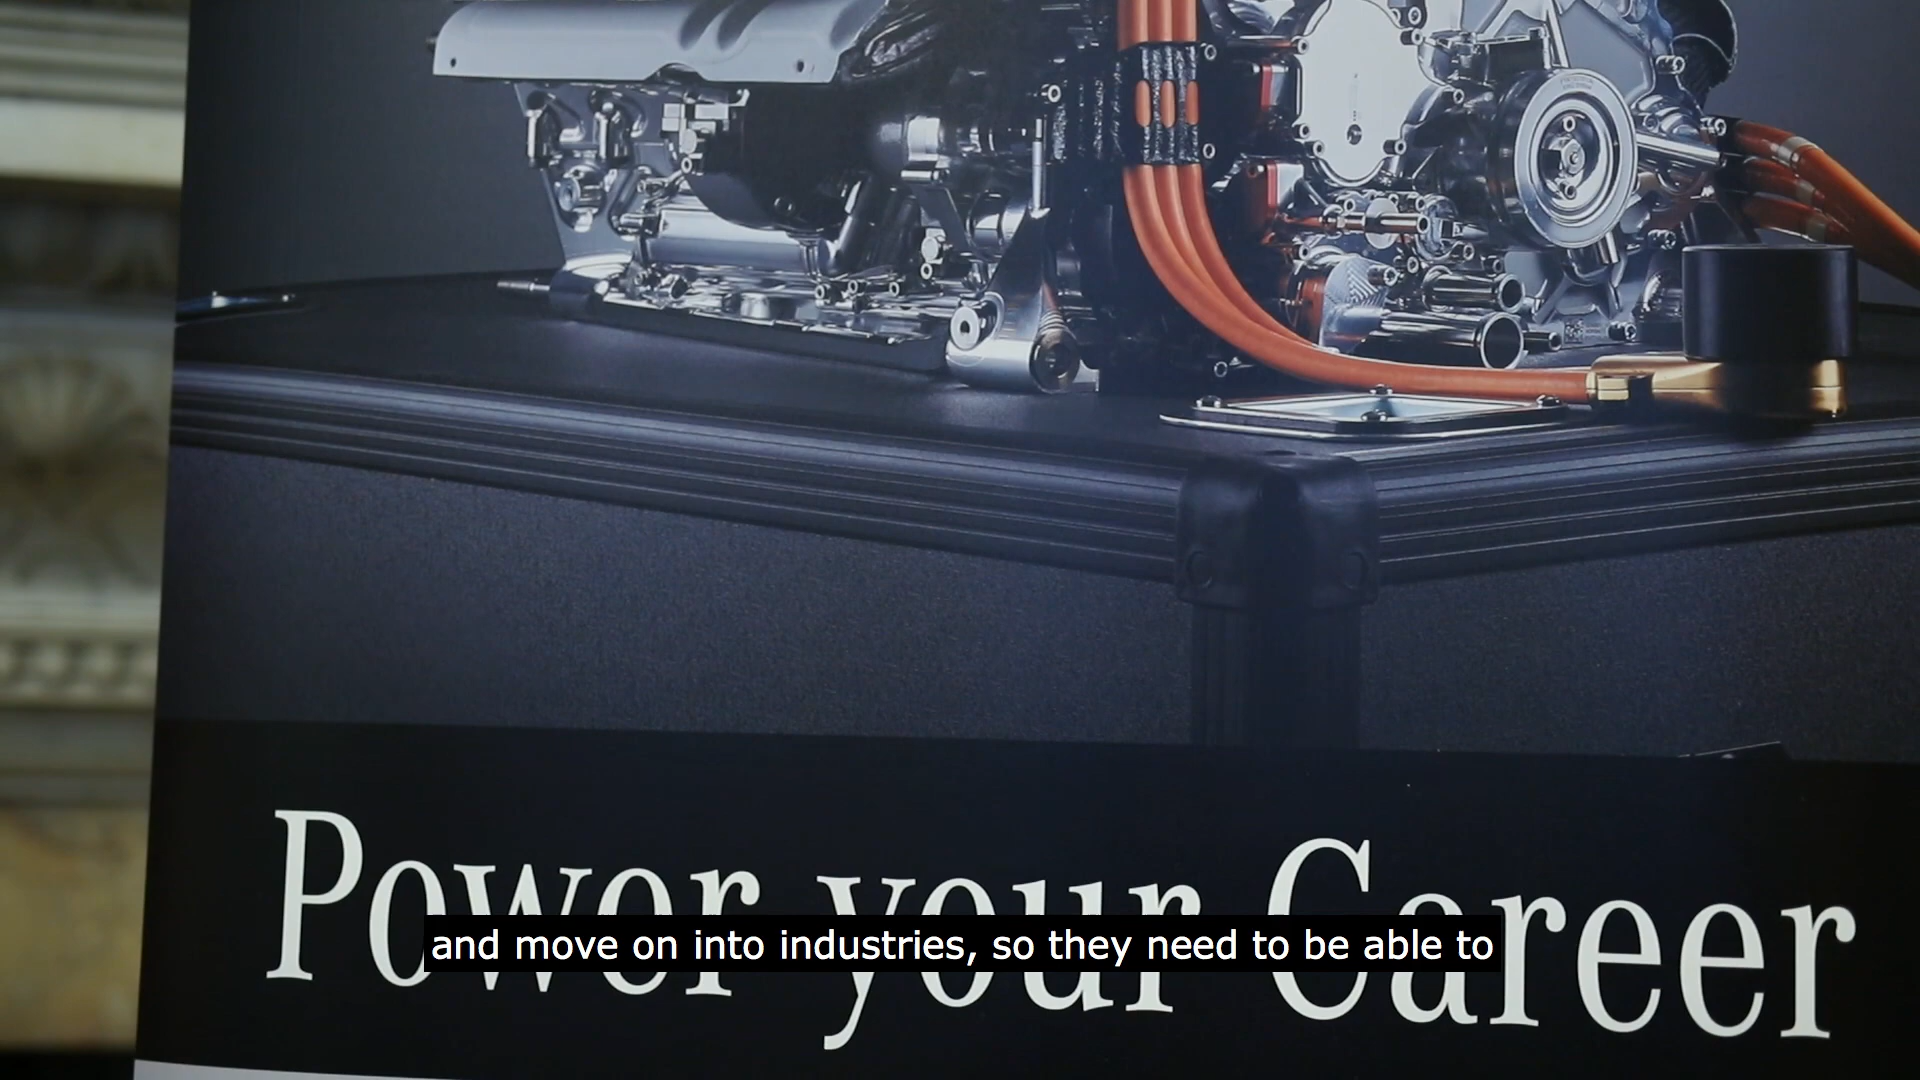 Power your Career
and move on into industries, so they need to be able to